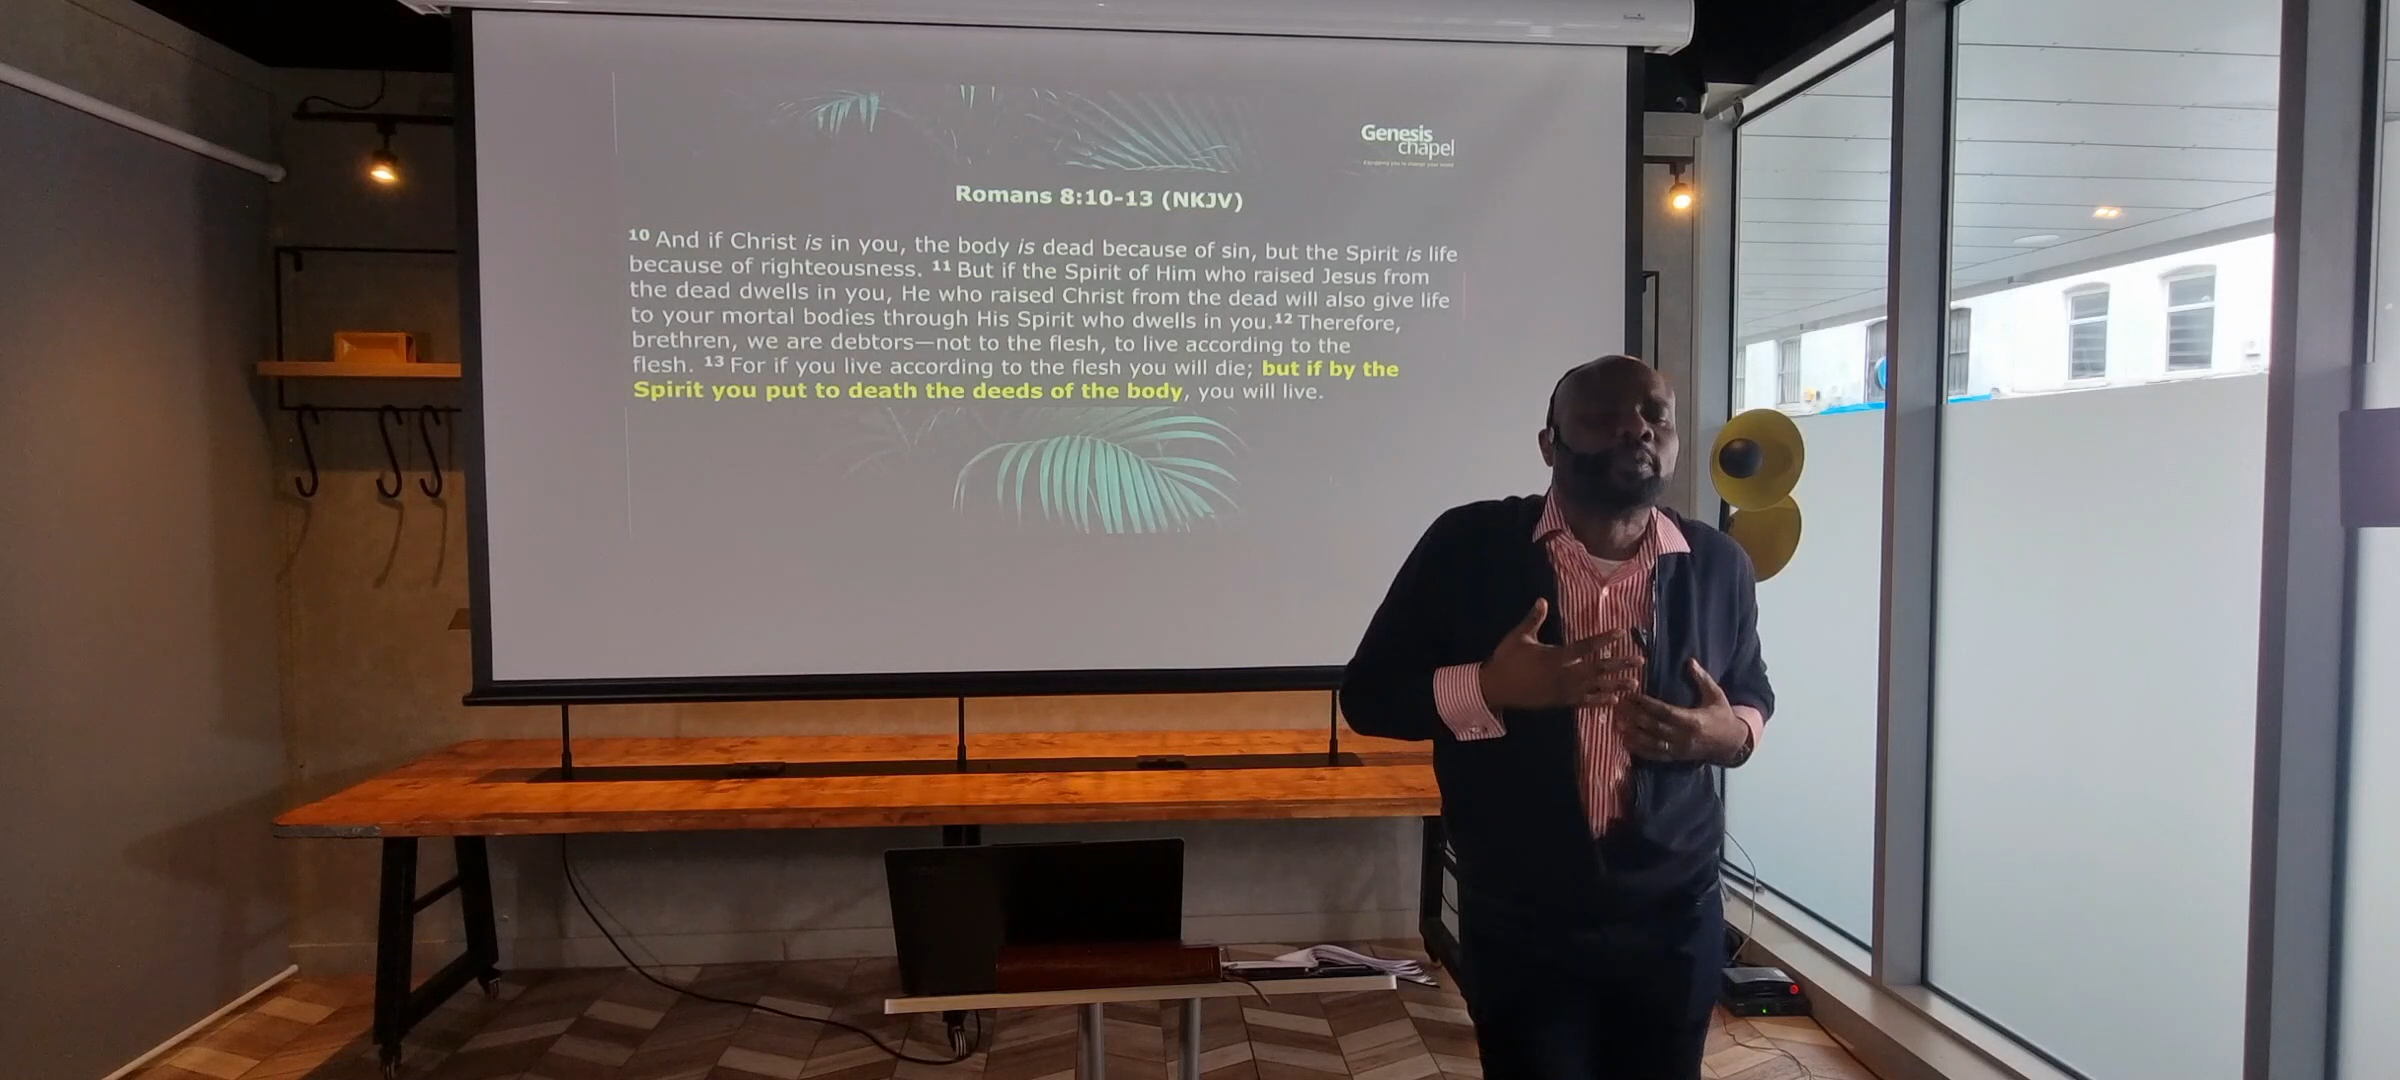 Genesis
chapel
Romans 8:10-13 (NKJV)
10 And if Christ is in you, the body is dead because of sin, but the Spirit is life
because of righteousness. 11 But if the Spirit of Him who raised Jesus from
the dead dwells in you, He who raised Christ from the dead will also give life
to your mortal bodies through His Spirit who dwells in you.12 Therefore,
brethren, we are debtors—not to the flesh, to live according to the
flesh. 13 For if you live according to the flesh you will die; but if by the
Spirit you put to death the deeds of the body, you will live.